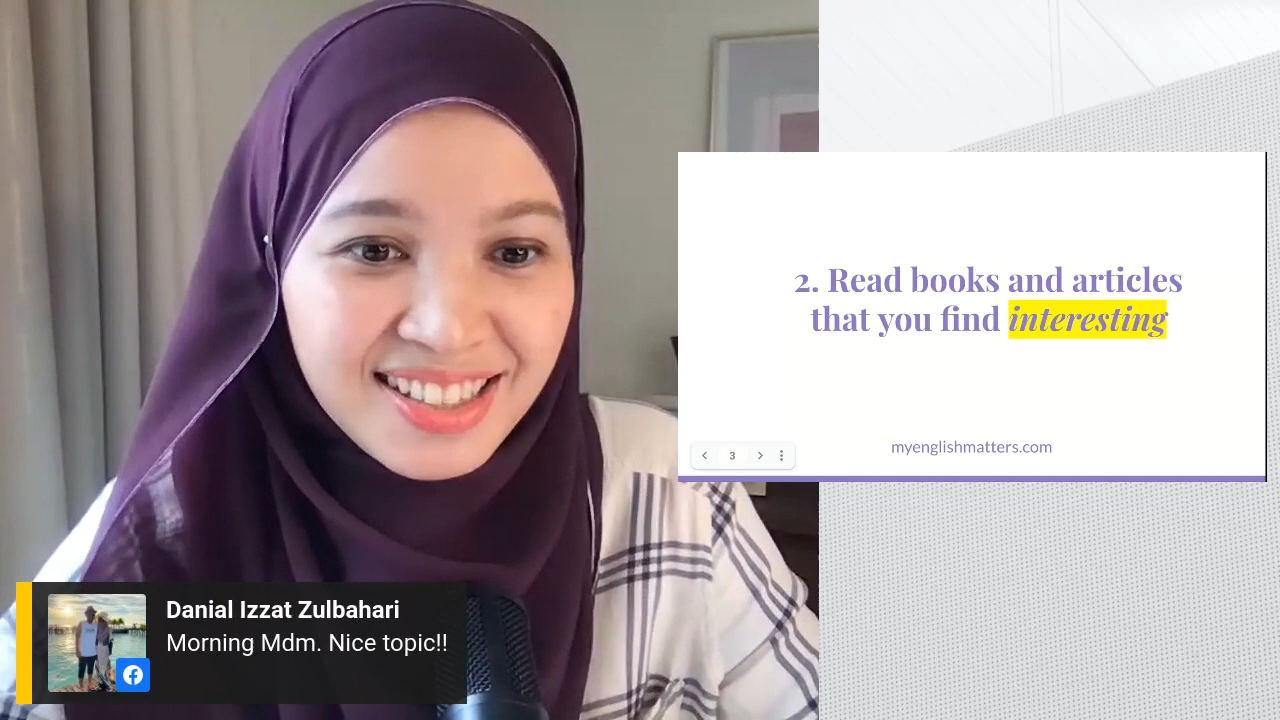 2. Read books and articles
that you find interesting
myenglishmatters.com
3
Danial Izzat Zulbahari
Morning Mdm. Nice topic!!